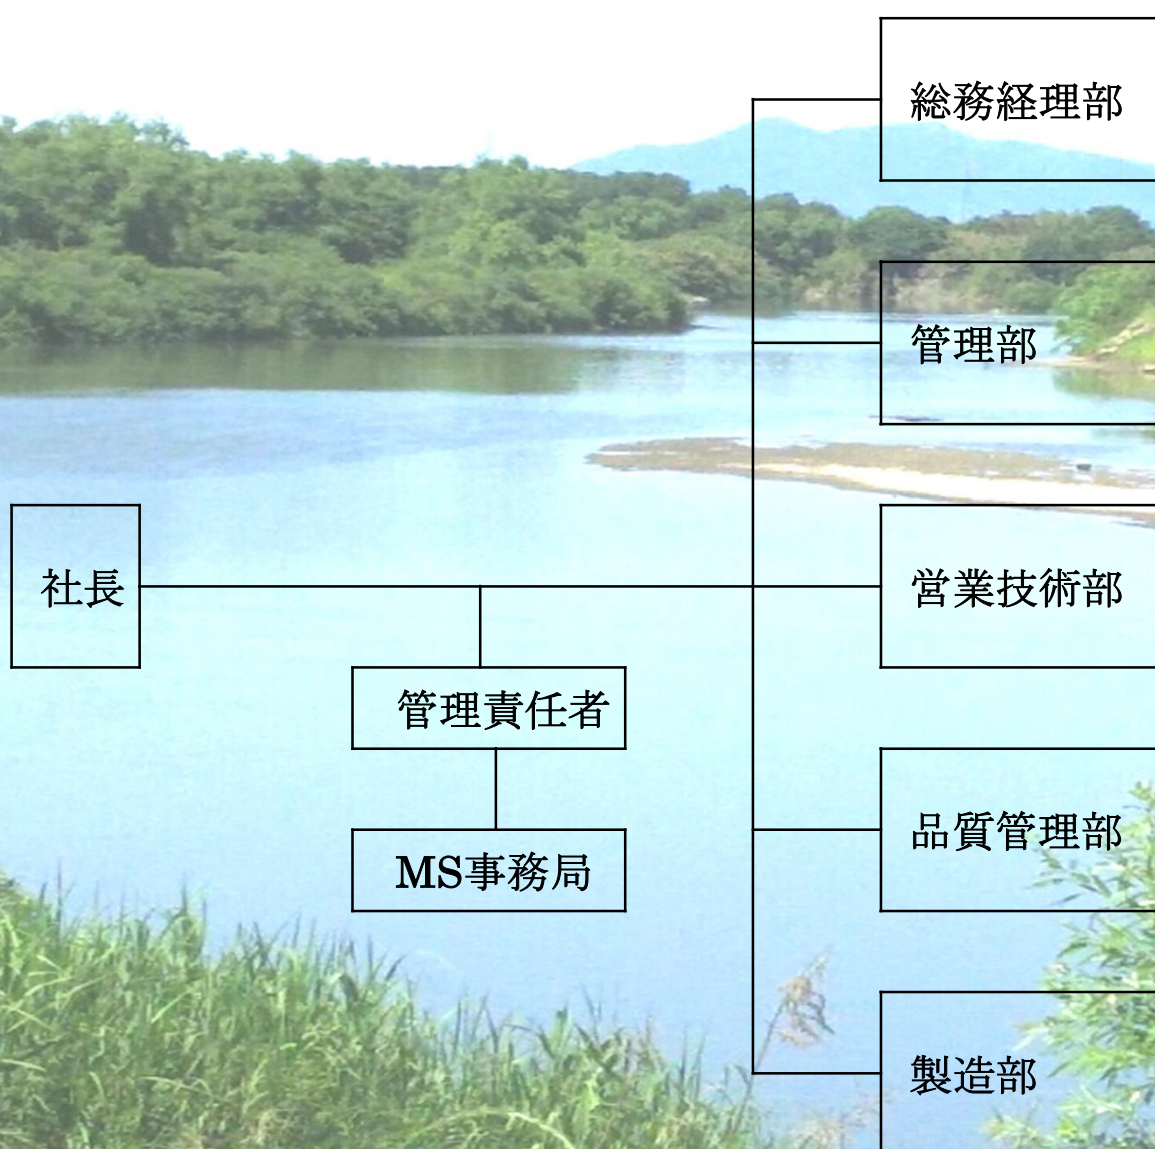 総務経理部
管理部
社長
営業技術部
管理責任者
品質管理部
MS事務局
製造部